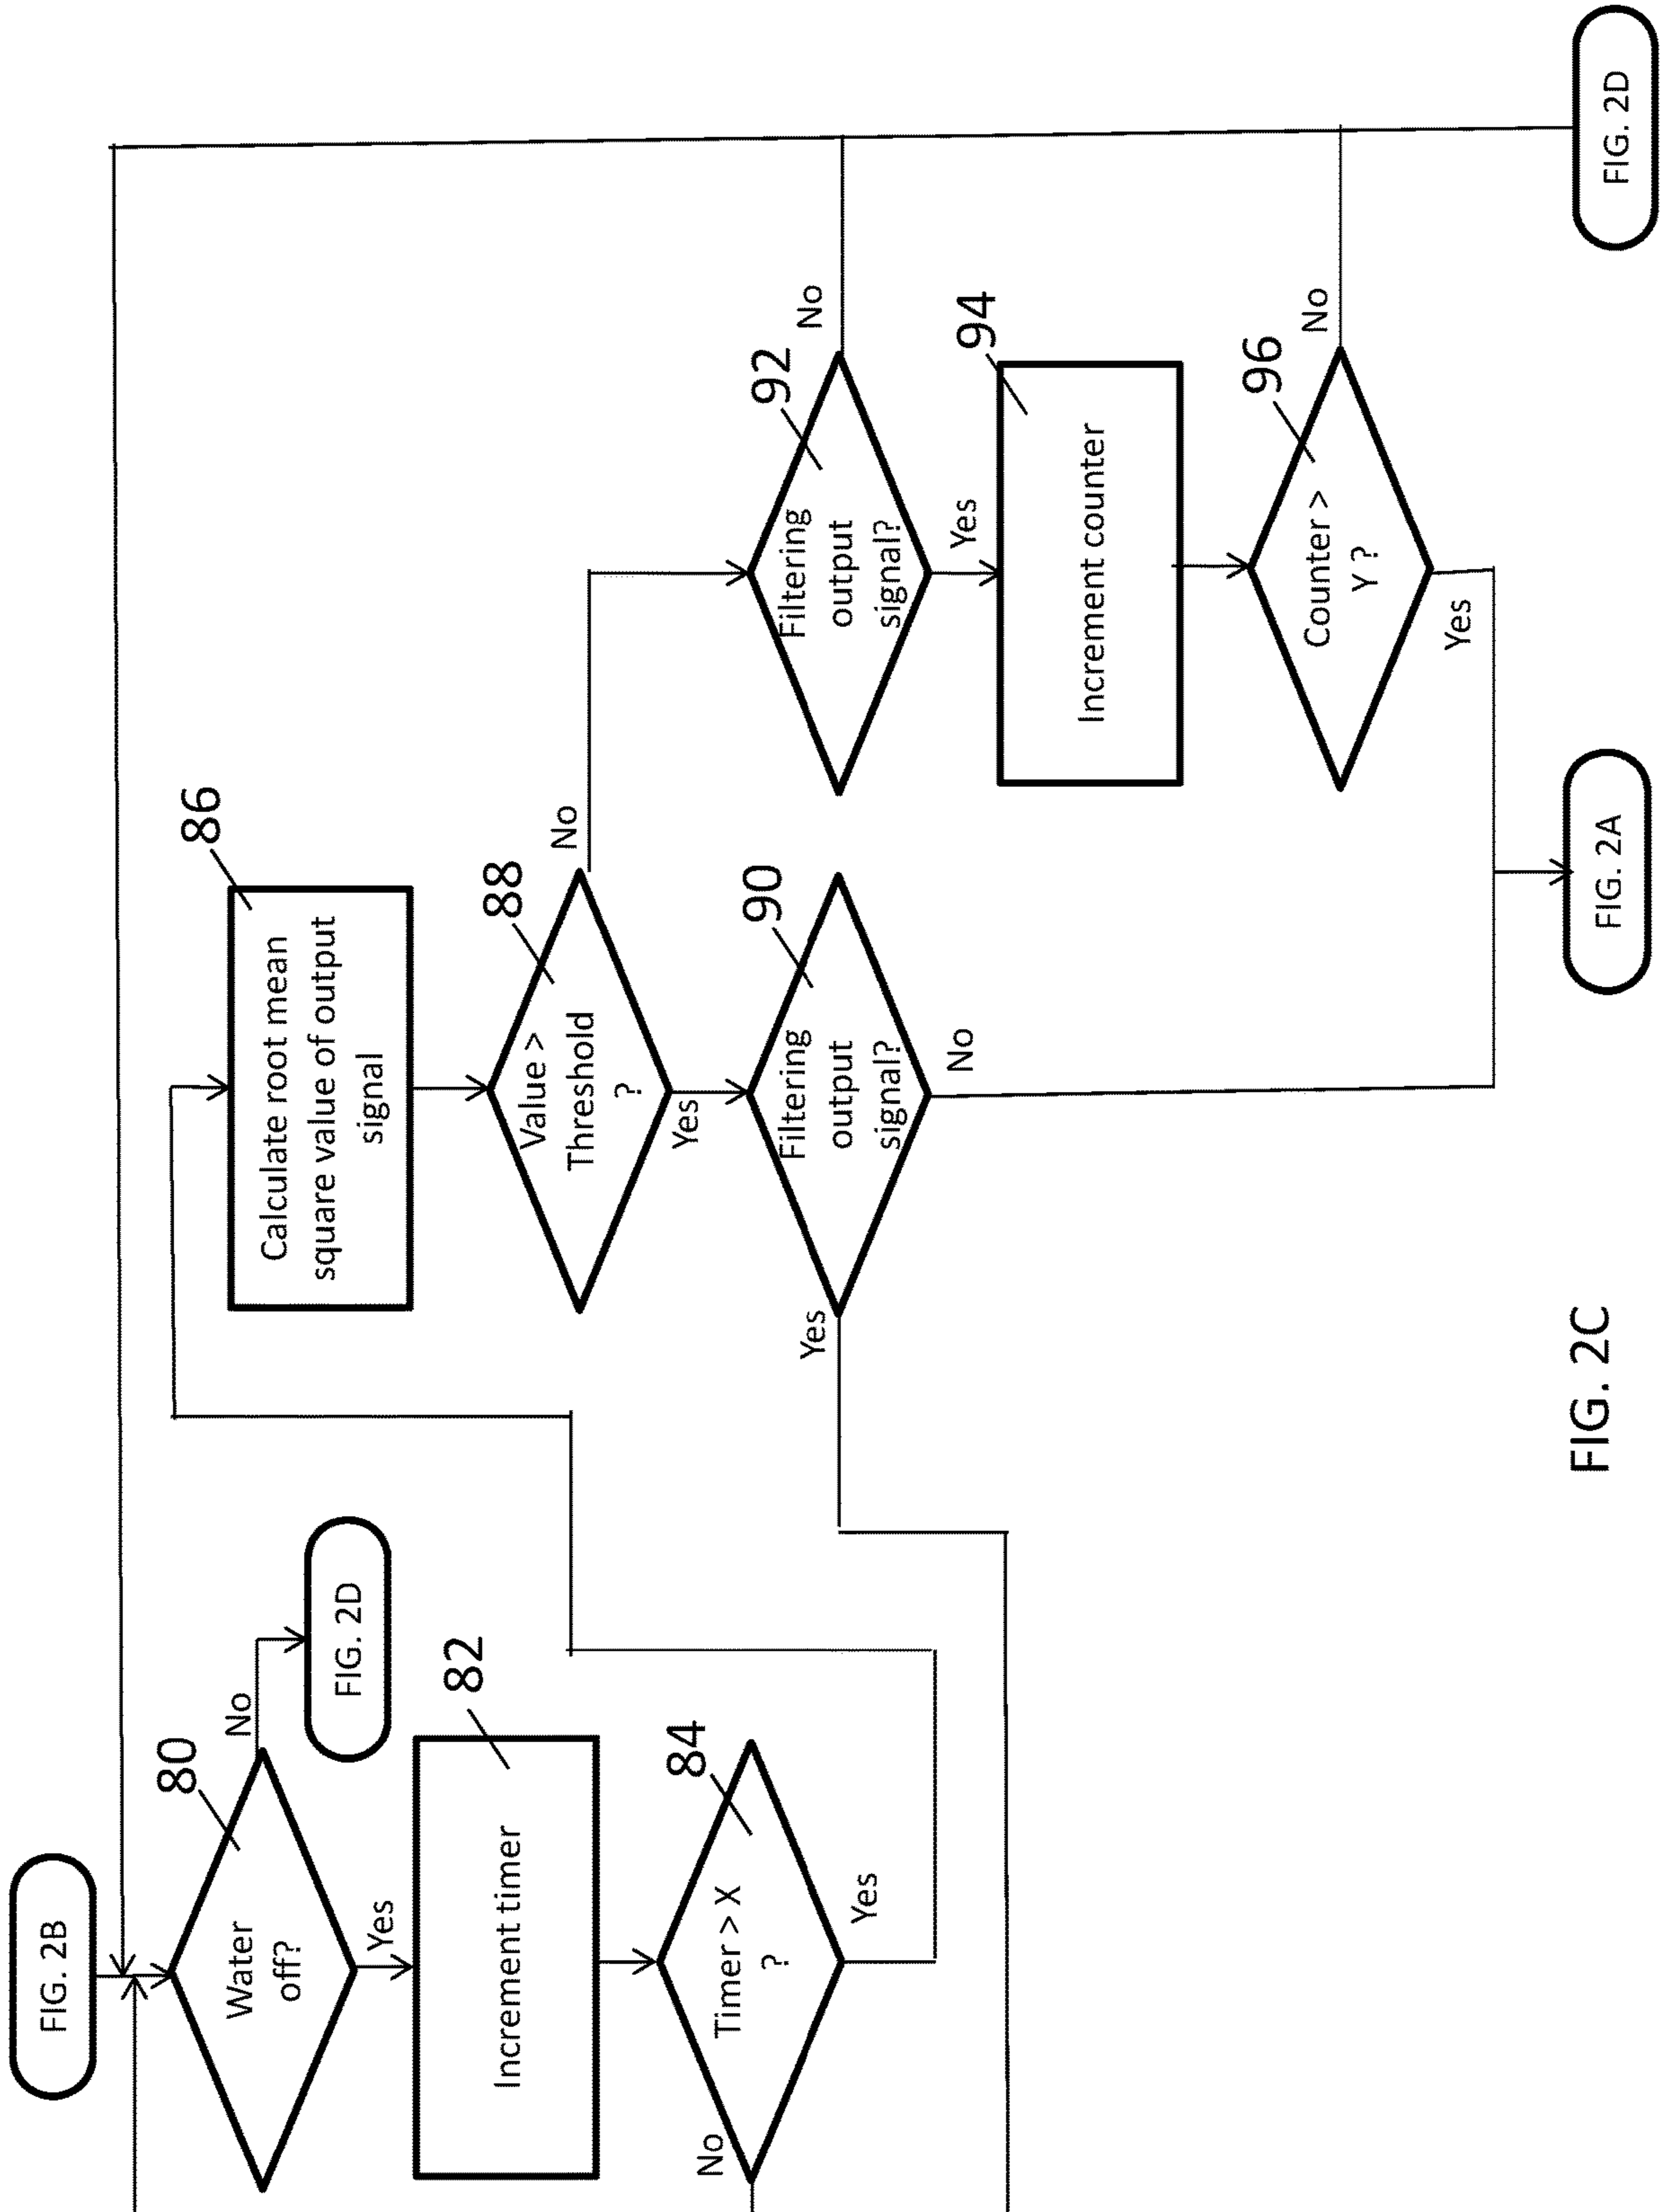 FIG. 2B
80
Water
off?
No
FIG. 2D
Yes
82
Increment timer
84
Timer > X
?
No
Yes
86
Calculate root mean
square value of output
signal
88
Value >
Threshold
?
No
Yes
90
Filtering
output
signal?
Yes
No
92
Filtering
output
signal?
No
Yes
94
Increment counter
96
Counter >
Y ?
No
Yes
FIG. 2A
FIG. 2D
FIG. 2C